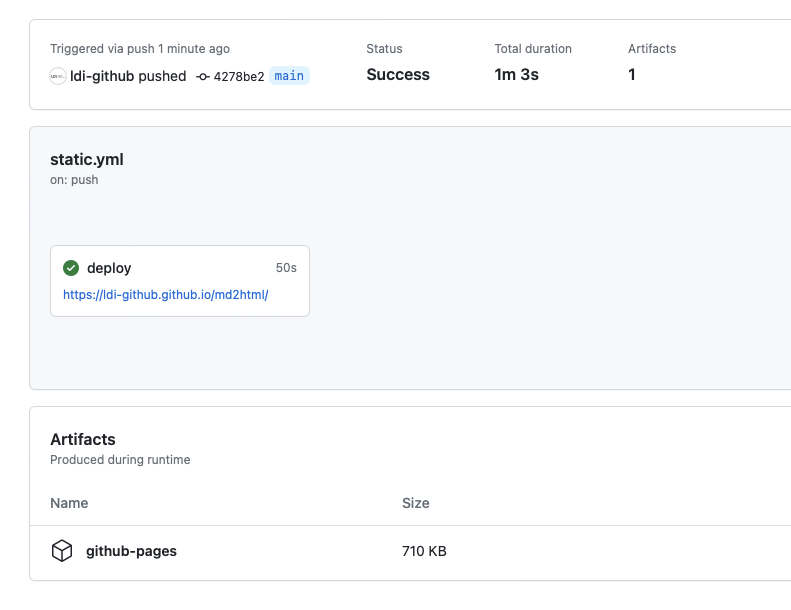 Triggered via push 1 minute ago
ldi-github pushed 4278be2 main
Status
Success
Total duration
1m 3s
Artifacts
1
static.yml
on: push
deploy 50s
https://ldi-github.github.io/md2html/
Artifacts
Produced during runtime
Name Size
github-pages 710 KB